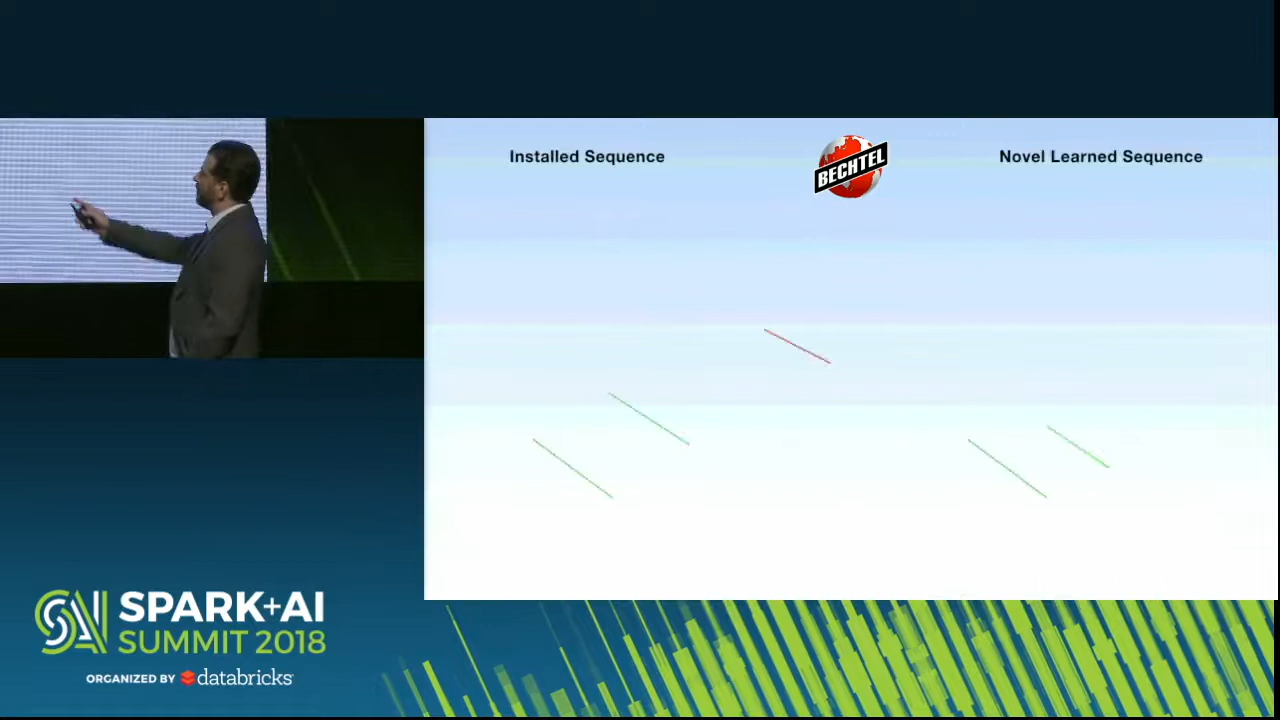 Installed Sequence
BECHTEL
Novel Learned Sequence
SPARK+AI
SUMMIT 2018
ORGANIZED BY databricks